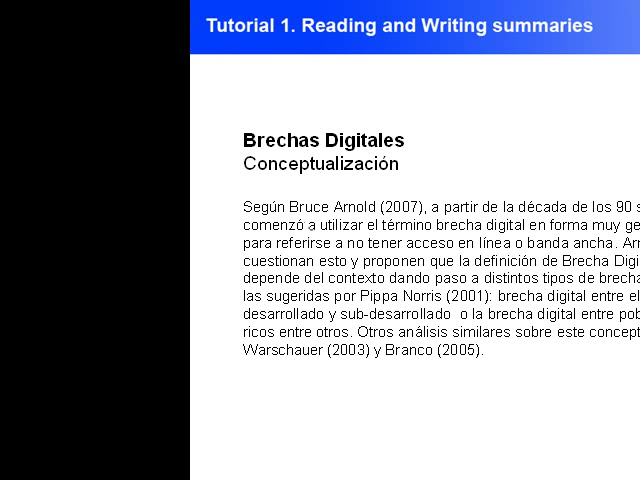 Tutorial 1. Reading and Writing summaries
Brechas Digitales
Conceptualización
Según Bruce Arnold (2007), a partir de la década de los 90 s
comenzó a utilizar el término brecha digital en forma muy ge
para referirse a no tener acceso en línea o banda ancha. Arn
cuestionan esto y proponen que la definición de Brecha Digi
depende del contexto dando paso a distintos tipos de brecha
las sugeridas por Pippa Norris (2001): brecha digital entre el
desarrollado y sub-desarrollado o la brecha digital entre pob
ricos entre otros. Otros análisis similares sobre este concept
Warschauer (2003) y Branco (2005).